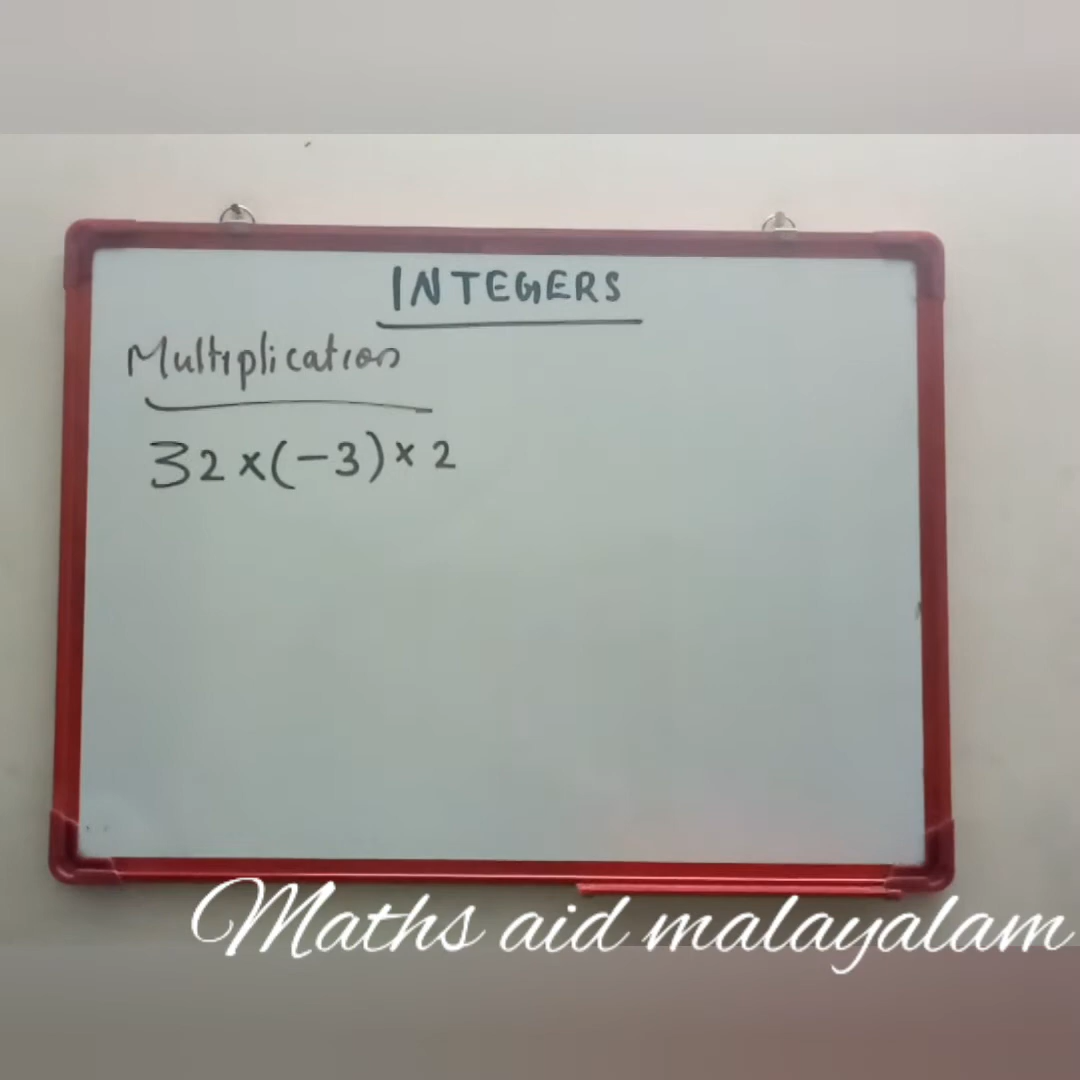 INTEGERS
Multiplication
32×(-3)×2
Maths aid malayalam